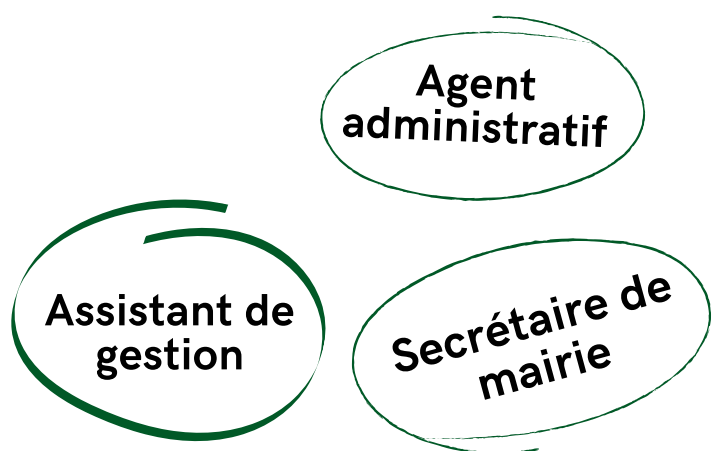 Agent
administratif
Assistant de
gestion
Secrétaire de
mairie